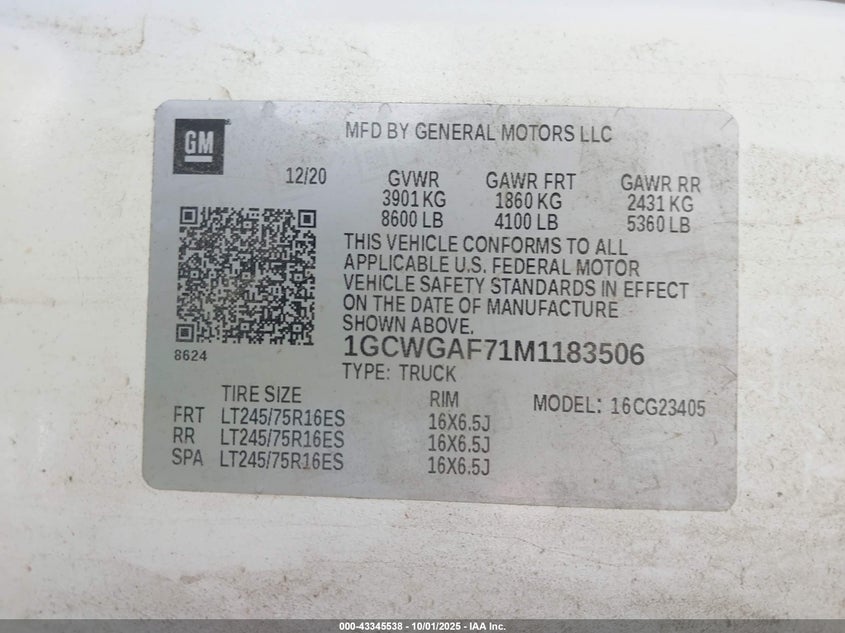 GM
MFD BY GENERAL MOTORS LLC
12/20
GVWR GAWR FRT GAWR RR
3901 KG 1860 KG 2431 KG
8600 LB 4100 LB 5360 LB
THIS VEHICLE CONFORMS TO ALL
APPLICABLE U.S. FEDERAL MOTOR
VEHICLE SAFETY STANDARDS IN EFFECT
ON THE DATE OF MANUFACTURE
SHOWN ABOVE.
8624
1GCWGAF71M1183506
TYPE: TRUCK
TIRE SIZE RIM MODEL: 16CG23405
FRT LT245/75R16ES 16X6.5J
RR LT245/75R16ES 16X6.5J
SPA LT245/75R16ES 16X6.5J
000-43345538 - 10/01/2025 - IAA Inc.